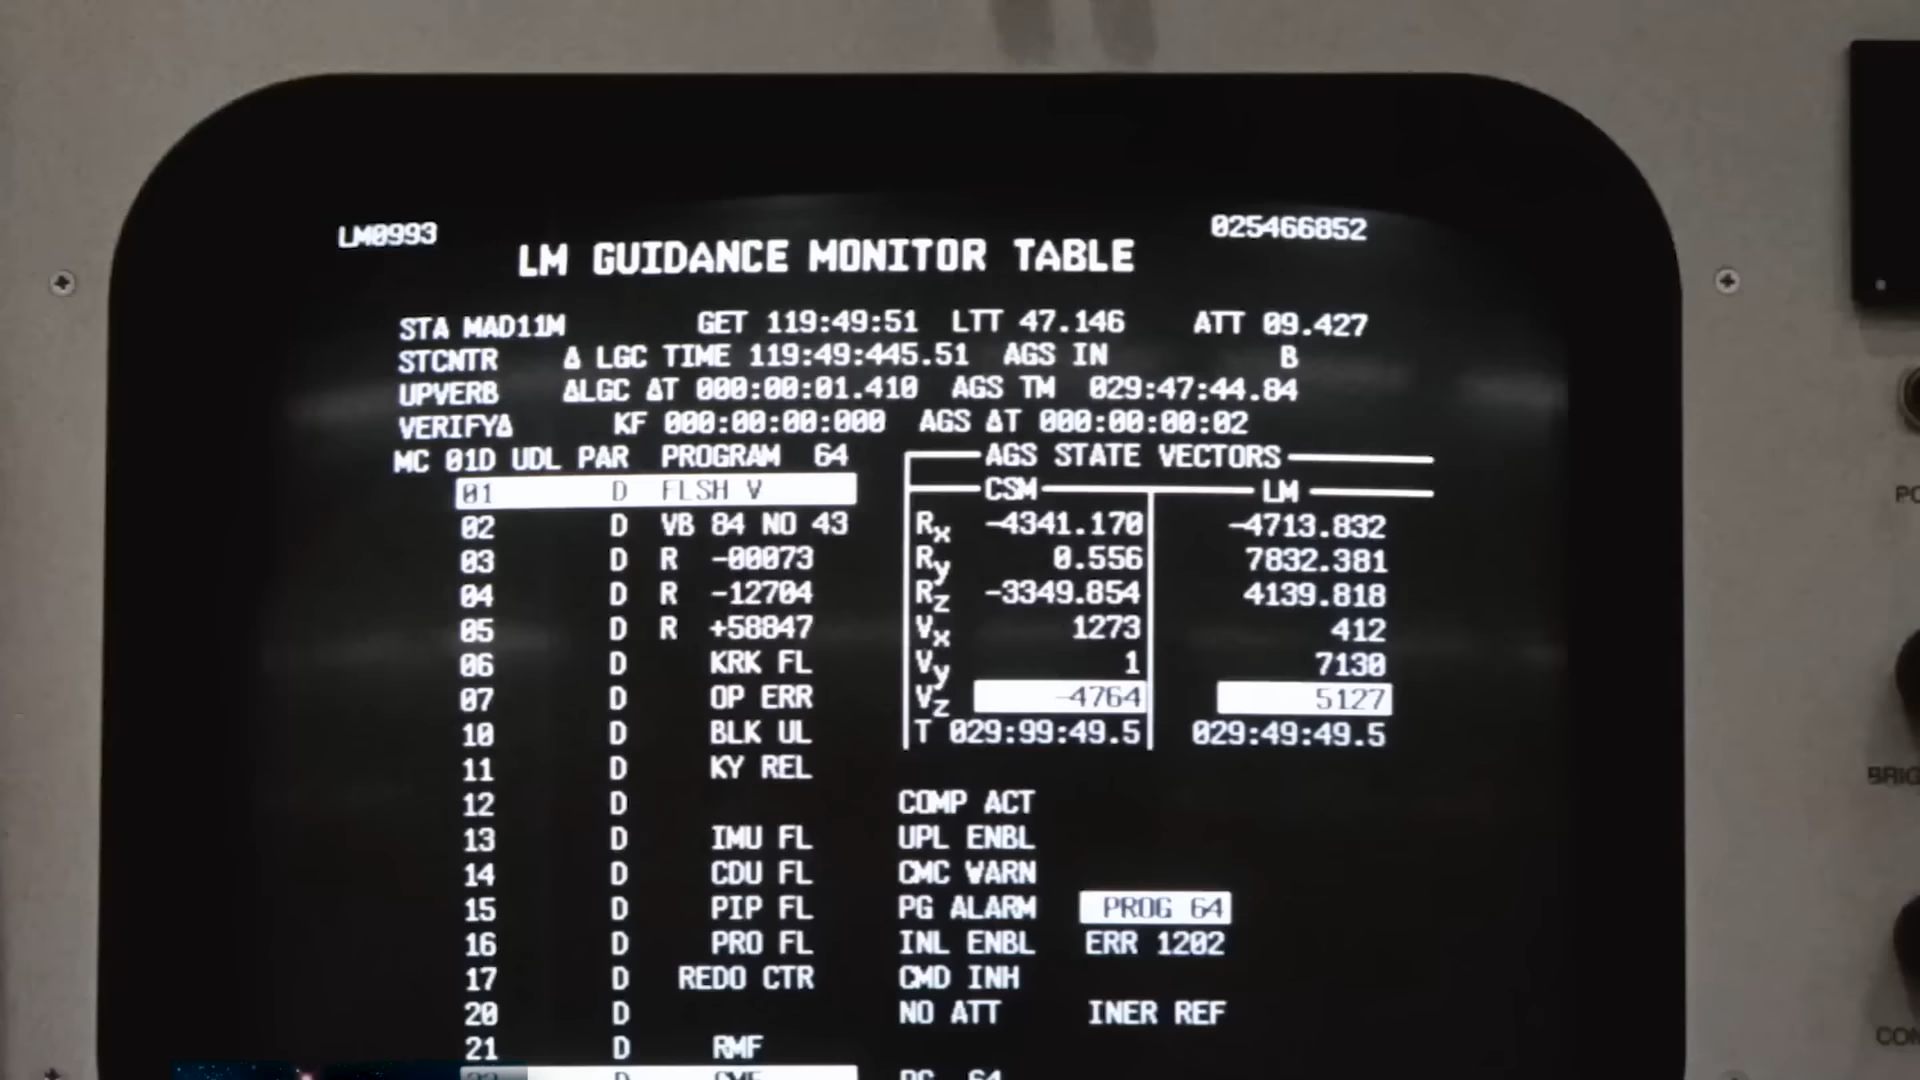 LM0993 025466852
LM GUIDANCE MONITOR TABLE
STA MAD11M GET 119:49:51 LTT 47.146 ATT 09.427
STCNTR Δ LGC TIME 119:49:445.51 AGS IN B
UPVERB ΔLGC ΔT 000:00:01.410 AGS TM 029:47:44.84
VERIFYΔ KF 000:00:00:000 AGS ΔT 000:00:00:02
MC 01D UDL PAR PROGRAM 64 AGS STATE VECTORS
01 D FLSH V CSM LM
02 D VB 84 NO 43 Rx -4341.170 -4713.832
03 D R -00073 Ry 0.556 7832.381
04 D R -12704 Rz -3349.854 4139.818
05 D R +58847 Vx 1273 412
06 D KRK FL Vy 1 7130
07 D OP ERR Vz -4764 5127
10 D BLK UL T 029:99:49.5 029:49:49.5
11 D KY REL
12 D COMP ACT
13 D IMU FL UPL ENBL
14 D CDU FL CMC WARN
15 D PIP FL PG ALARM PROG 64
16 D PRO FL INL ENBL ERR 1202
17 D REDO CTR CMD INH
20 D NO ATT INER REF
21 D RMF